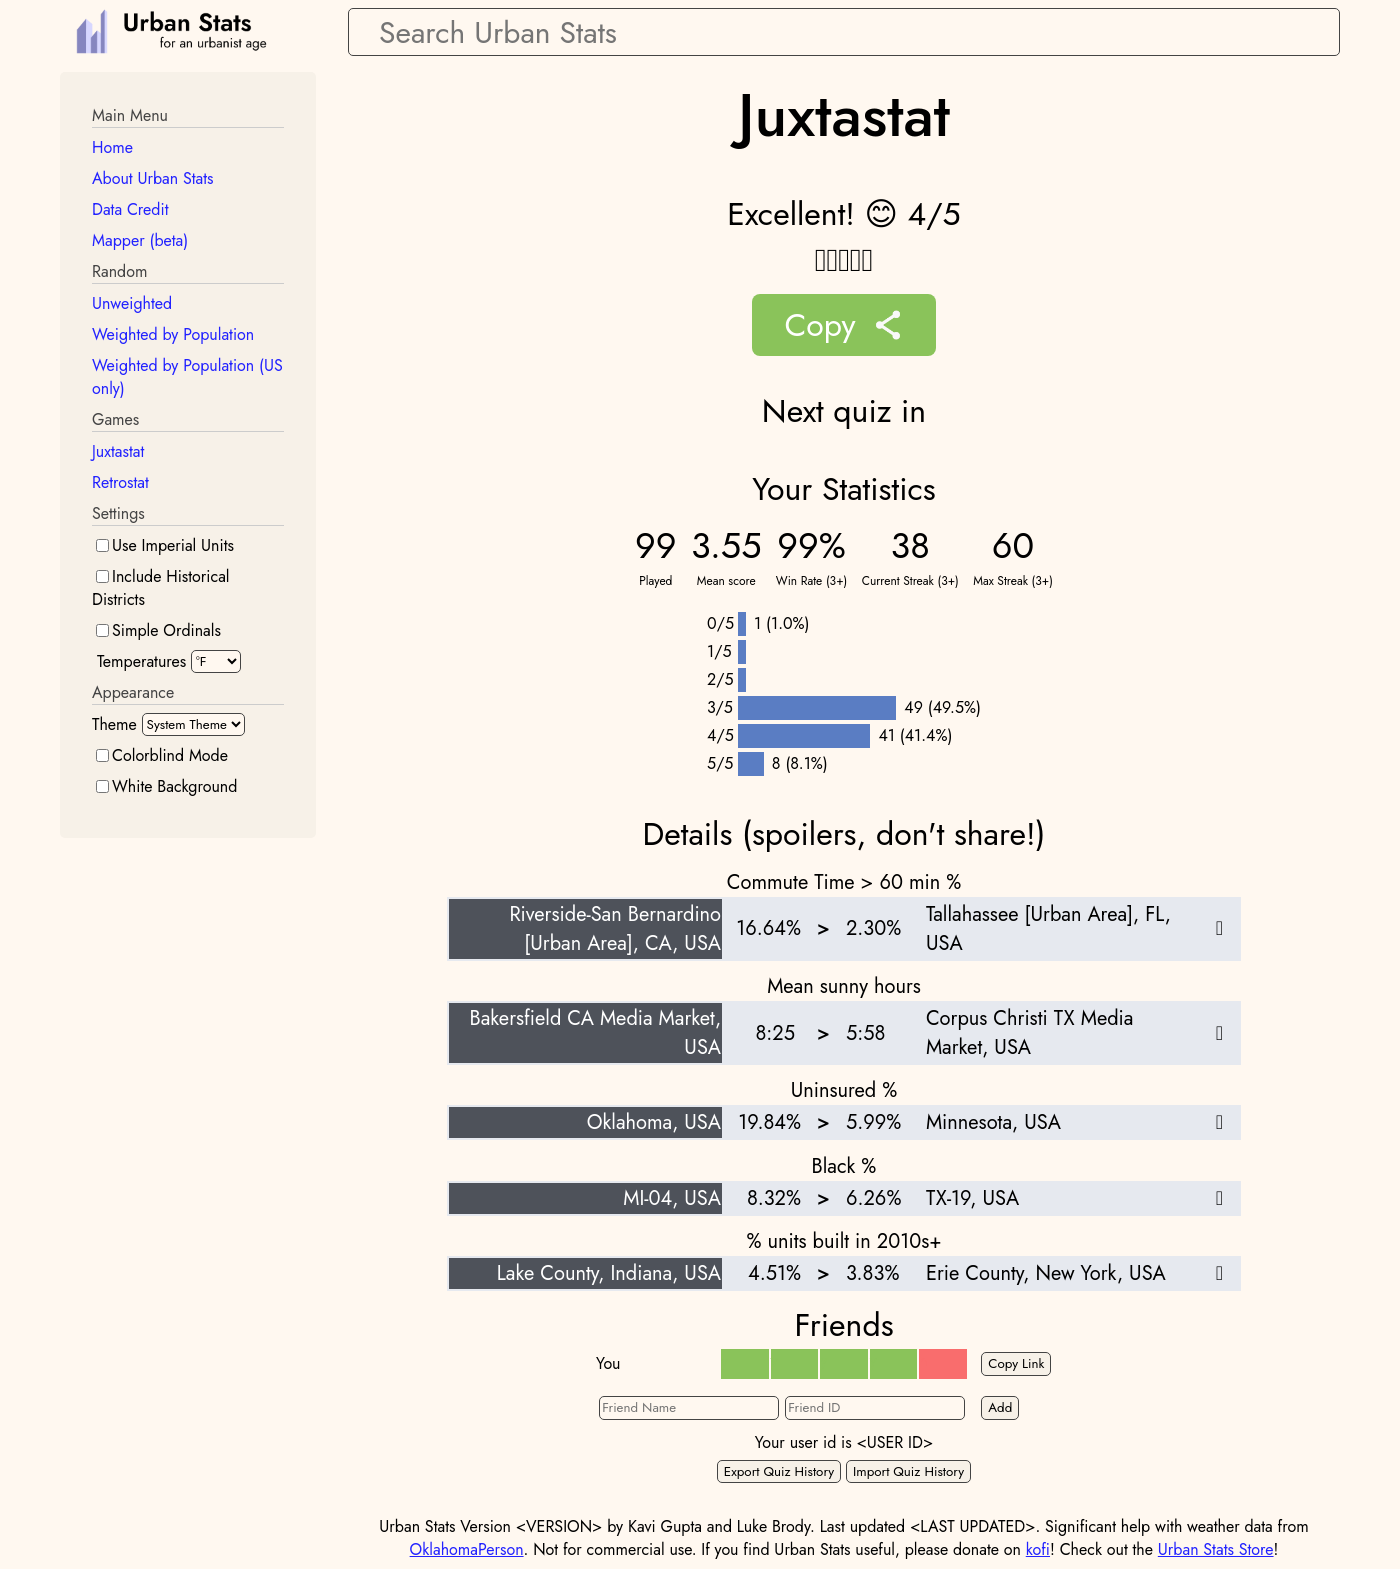 Urban Stats
for an urbanist age
Search Urban Stats
Main Menu
Home
About Urban Stats
Data Credit
Mapper (beta)
Random
Unweighted
Weighted by Population
Weighted by Population (US
only)
Games
Juxtastat
Retrostat
Settings
Use Imperial Units
Include Historical
Districts
Simple Ordinals
Temperatures °F
Appearance
Theme System Theme
Colorblind Mode
White Background
Juxtastat
Excellent! 😊 4/5
Copy
Next quiz in
Your Statistics
99 3.55 99% 38 60
Played Mean score Win Rate (3+) Current Streak (3+) Max Streak (3+)
0/5 1 (1.0%)
1/5
2/5
3/5 49 (49.5%)
4/5 41 (41.4%)
5/5 8 (8.1%)
Details (spoilers, don't share!)
Commute Time > 60 min %
Riverside-San Bernardino
[Urban Area], CA, USA
16.64% > 2.30%
Tallahassee [Urban Area], FL,
USA
Mean sunny hours
Bakersfield CA Media Market,
USA
8:25 > 5:58
Corpus Christi TX Media
Market, USA
Uninsured %
Oklahoma, USA 19.84% > 5.99% Minnesota, USA
Black %
MI-04, USA 8.32% > 6.26% TX-19, USA
% units built in 2010s+
Lake County, Indiana, USA 4.51% > 3.83% Erie County, New York, USA
Friends
You Copy Link
Friend Name Friend ID Add
Your user id is <USER ID>
Export Quiz History Import Quiz History
Urban Stats Version <VERSION> by Kavi Gupta and Luke Brody. Last updated <LAST UPDATED>. Significant help with weather data from
OklahomaPerson. Not for commercial use. If you find Urban Stats useful, please donate on kofi! Check out the Urban Stats Store!